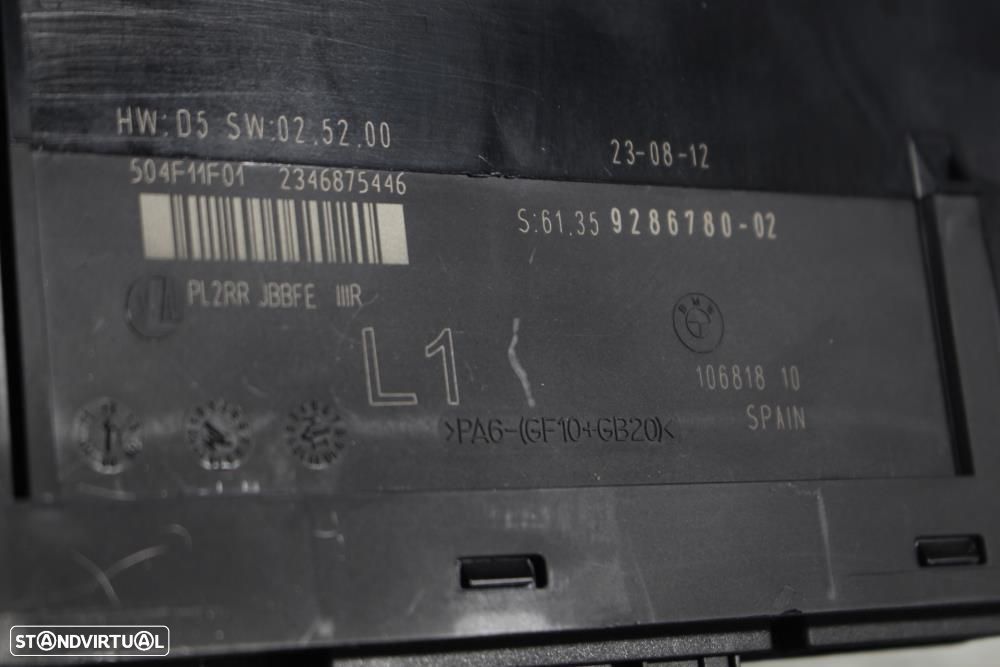 HW:D5 SW:02.52.00
23-08-12
504F11F01 2346875446
S:61.35 9286780-02
PL2RR JBBFE IIIR
BMW
L1
106818 10
SPAIN
>PA6-(GF10+GB20)<
STANDVIRTUAL